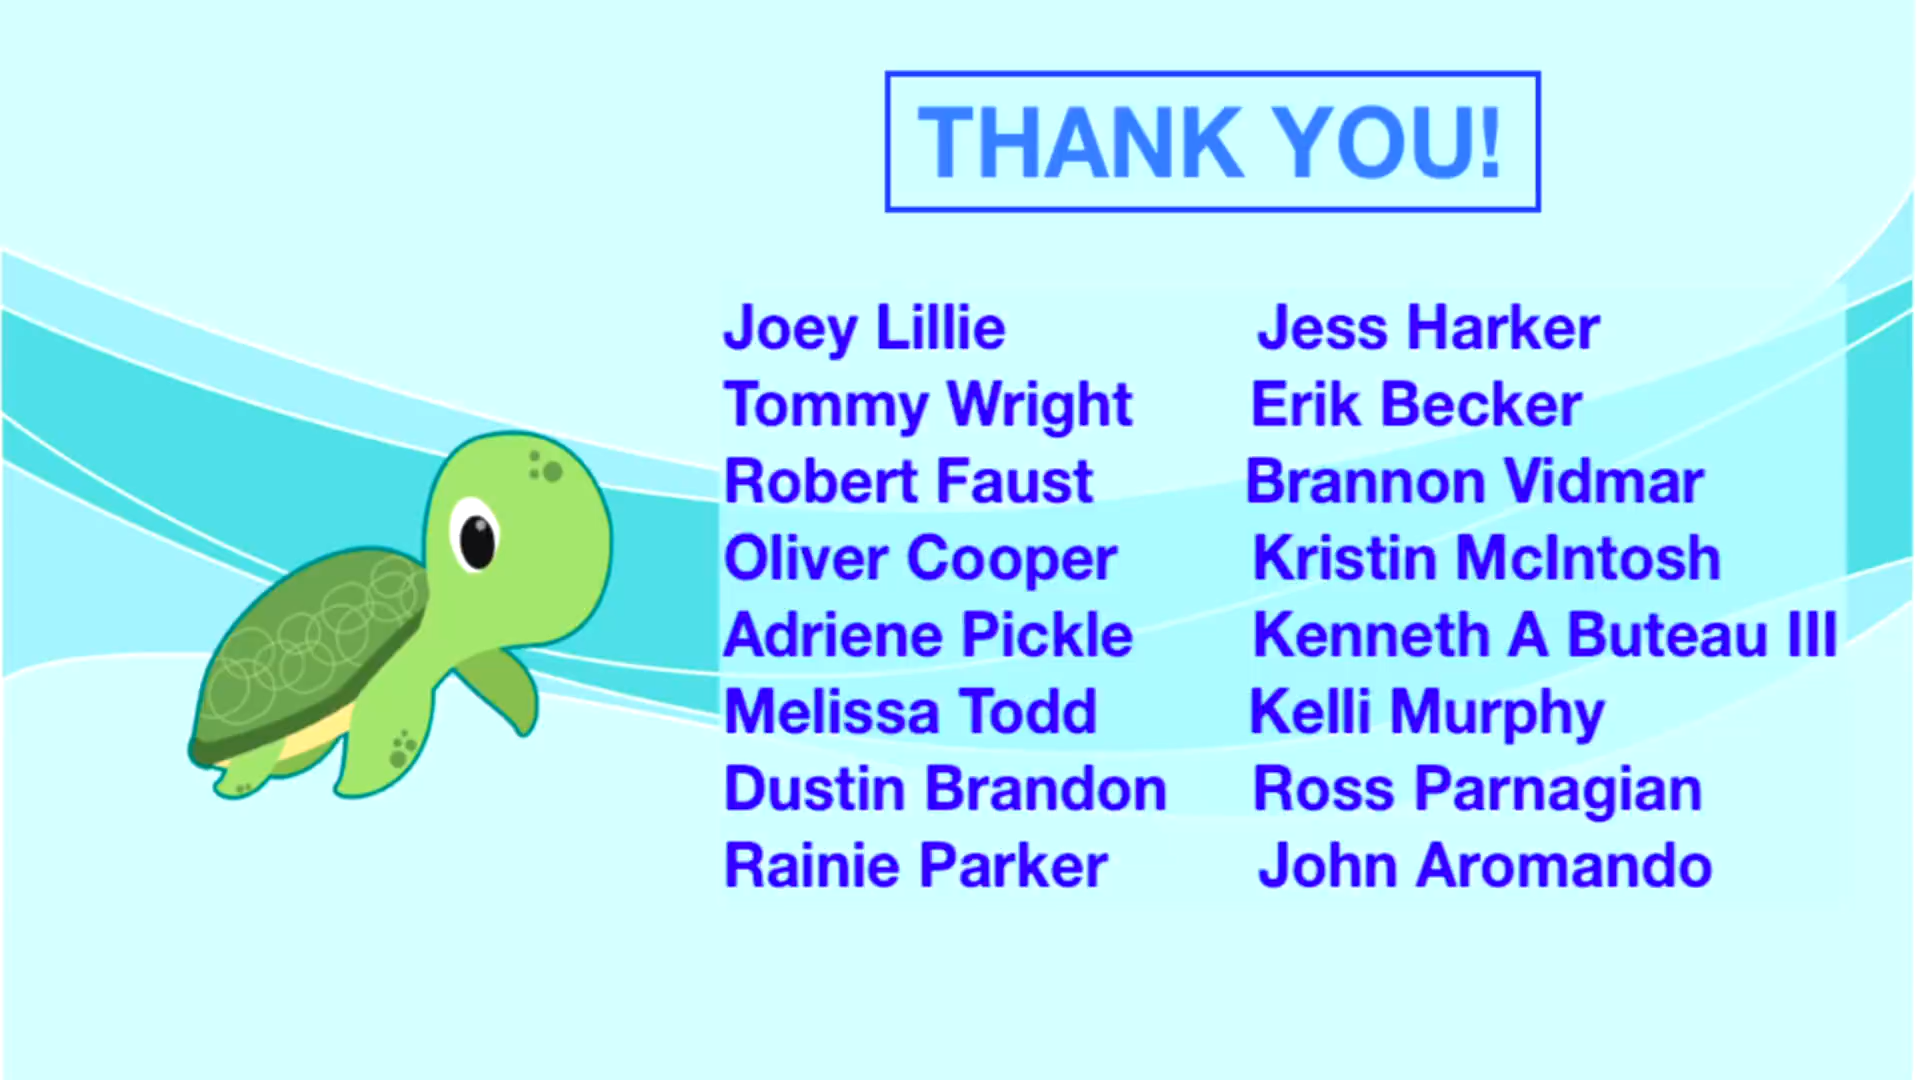 THANK YOU!
Joey Lillie
Tommy Wright
Robert Faust
Oliver Cooper
Adriene Pickle
Melissa Todd
Dustin Brandon
Rainie Parker
Jess Harker
Erik Becker
Brannon Vidmar
Kristin McIntosh
Kenneth A Buteau III
Kelli Murphy
Ross Parnagian
John Aromando